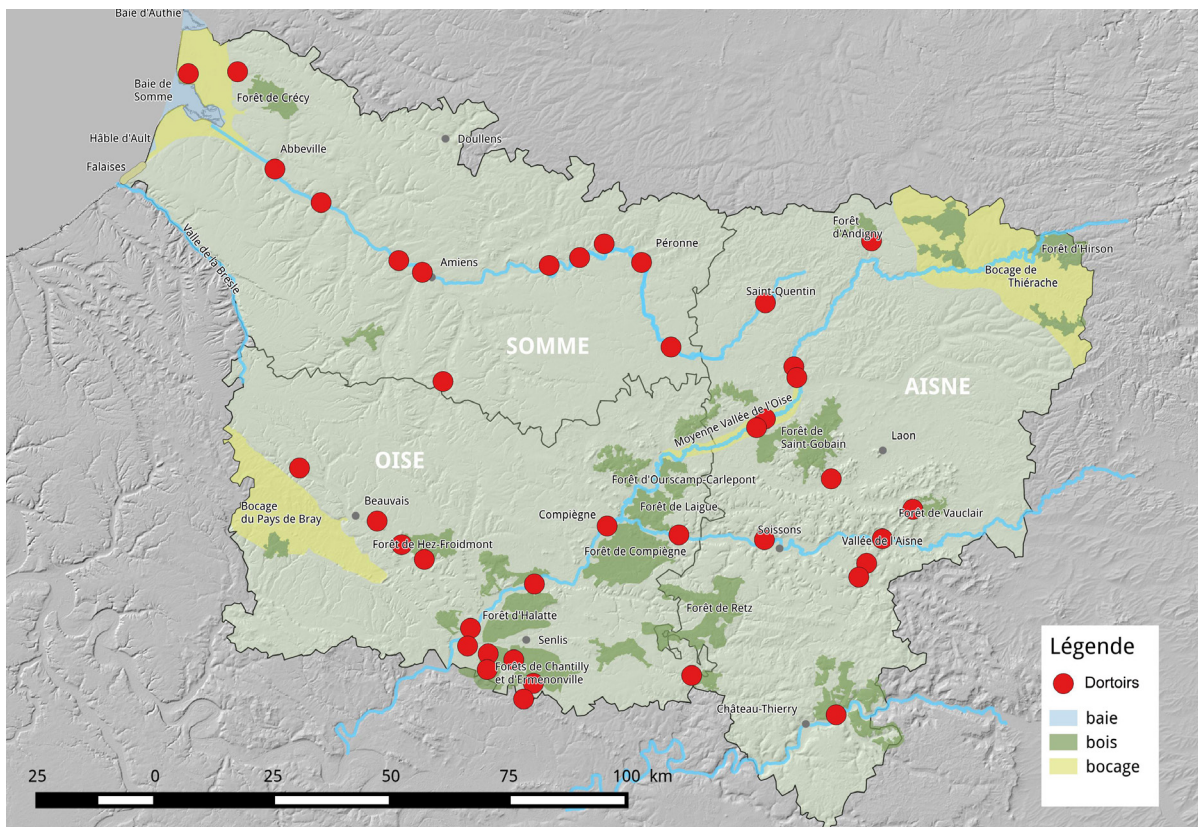 Baie d'Authie
Baie de
Somme
Forêt de Crécy
Hâble d'Ault
Abbeville
Doullens
Falaises
Valle de la Bresle
Amiens
Péronne
Forêt
d'Andigny
Forêt d'Hirson
Bocage de
Thiérache
Saint-Quentin
SOMME
AISNE
Moyenne Vallée de l'Oise
Forêt de
Saint-Gobain
Laon
OISE
Forêt d'Ourscamp-Carlepont
Beauvais
Bocage
du Pays de Bray
Compiègne
Forêt de Laigue
Forêt de Vauclair
Soissons
Vallée de l'Aisne
Forêt de Hez-Froidmont
Forêt de Compiègne
Forêt d'Halatte
Forêt de Retz
Senlis
Forêts de Chantilly
et d'Ermenonville
Château-Thierry
Légende
Dortoirs
baie
bois
bocage
25 0 25 50 75 100 km